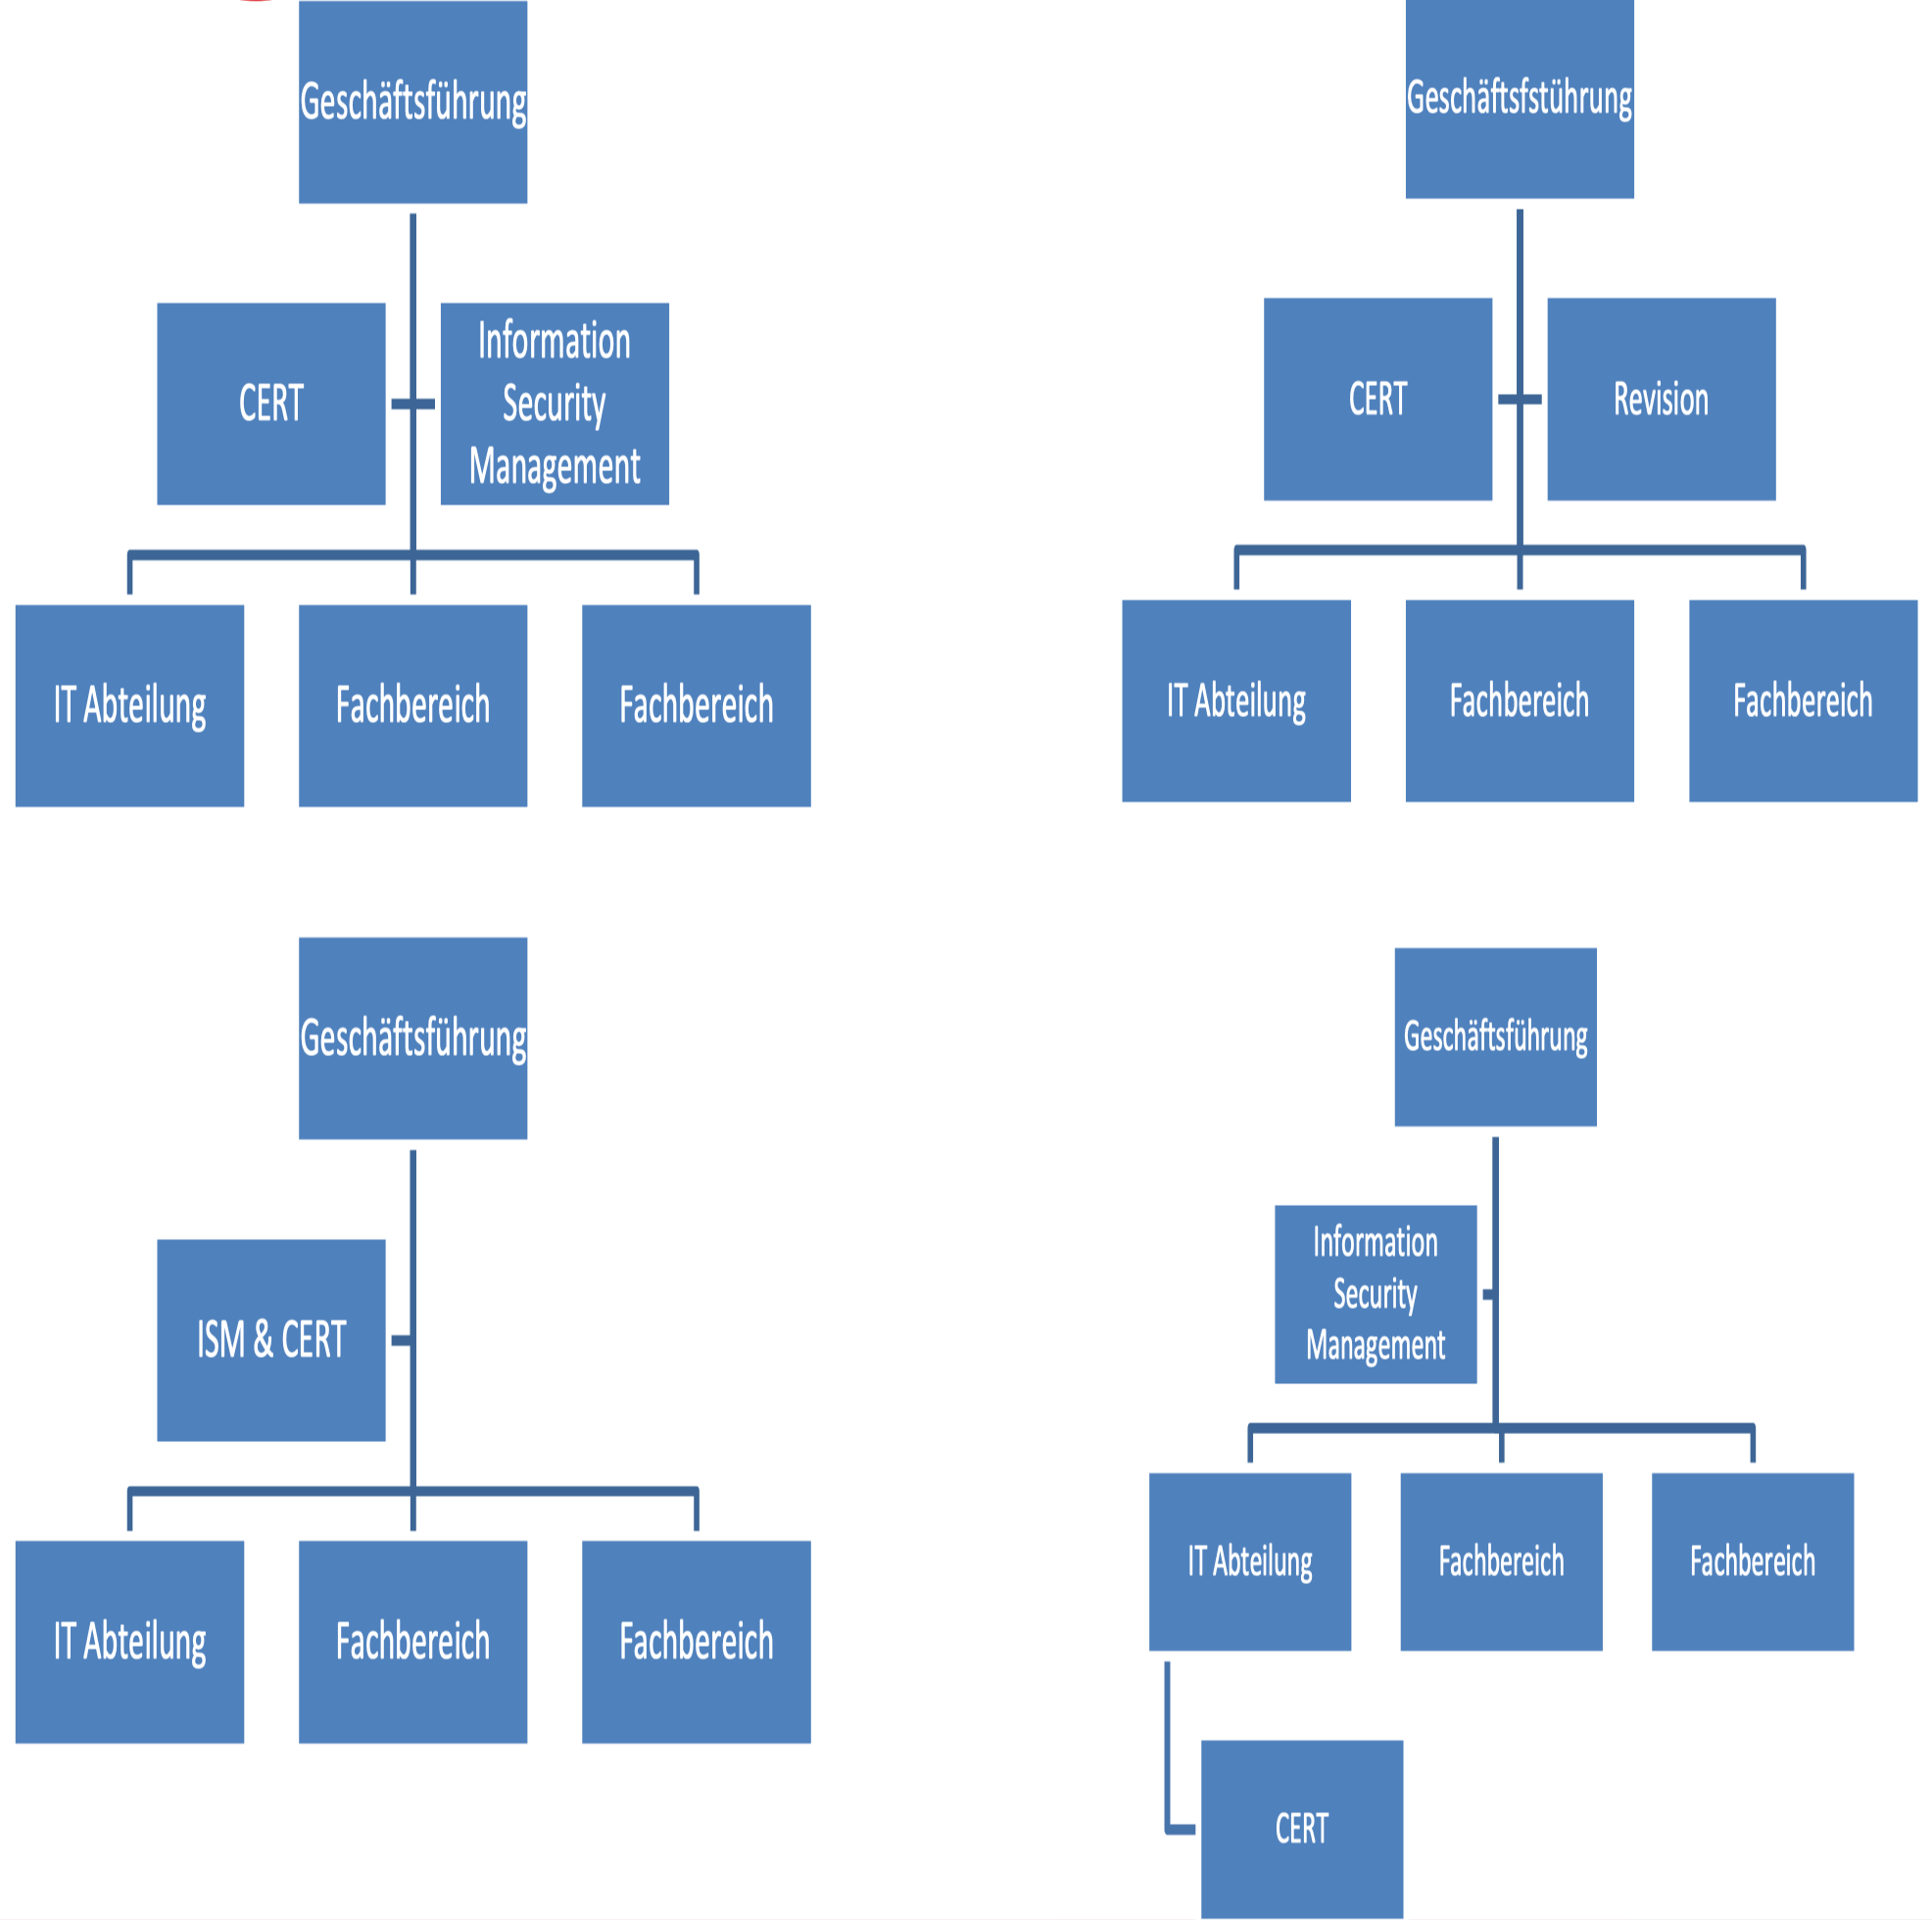 Geschäftsführung
CERT
Information
Security
Management
IT Abteilung
Fachbereich
Fachbereich
Geschäftsfstührung
CERT
Revision
IT Abteilung
Fachbereich
Fachbereich
Geschäftsführung
ISM & CERT
IT Abteilung
Fachbereich
Fachbereich
Geschäftsführung
Information
Security
Management
IT Abteilung
Fachbereich
Fachbereich
CERT